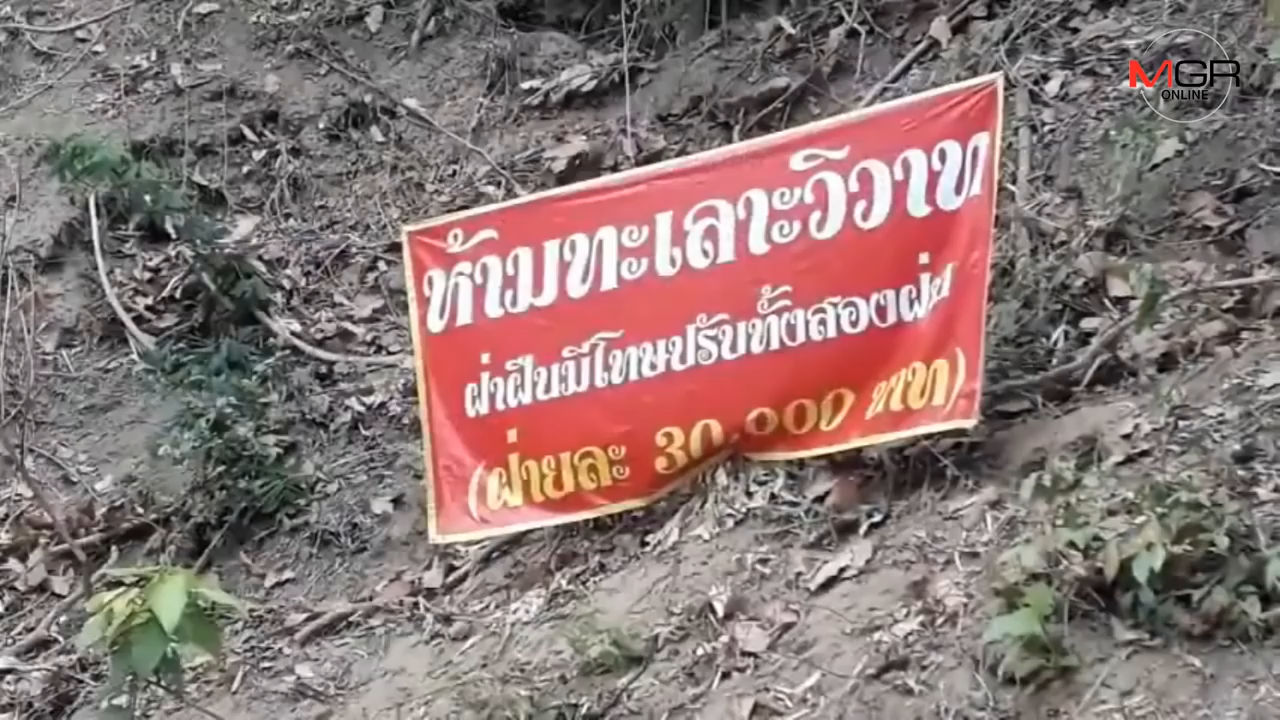 MGR
ONLINE
ห้ามทะเลาะวิวาท
ฝ่าฝืนมีโทษปรับทั้งสองฝ่าย
(ฝ่ายละ 30,000 บาท)